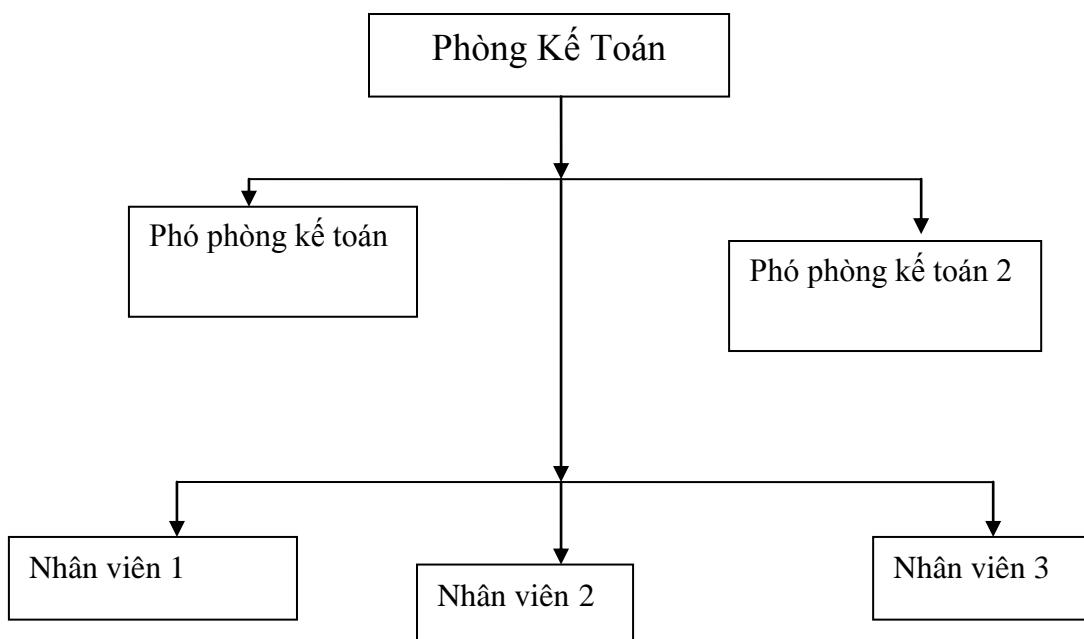 Phòng Kế Toán
Phó phòng kế toán
Phó phòng kế toán 2
Nhân viên 1
Nhân viên 2
Nhân viên 3